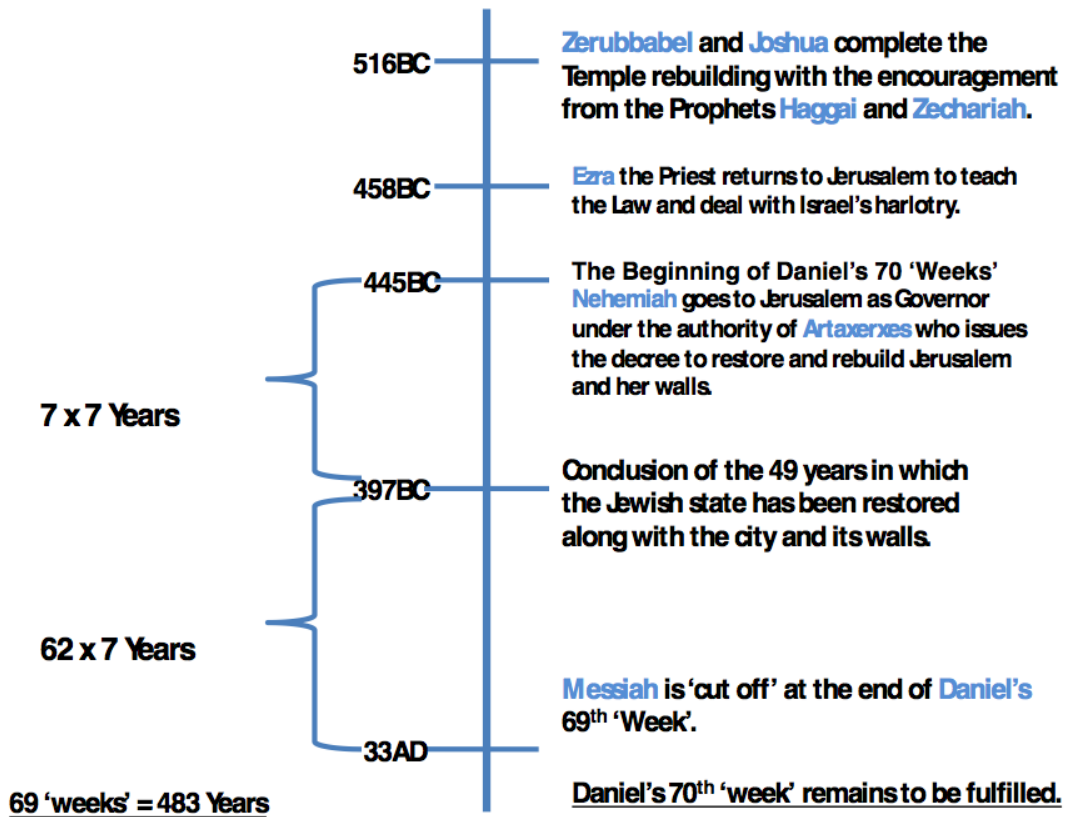 516BC
Zerubbabel and Joshua complete the
Temple rebuilding with the encouragement
from the Prophets Haggai and Zechariah.
458BC
Ezra the Priest returns to Jerusalem to teach
the Law and deal with Israel's harlotry.
445BC
The Beginning of Daniel's 70 ‘Weeks’
Nehemiah goes to Jerusalem as Governor
under the authority of Artaxerxes who issues
the decree to restore and rebuild Jerusalem
and her walls.
7 x 7 Years
397BC
Conclusion of the 49 years in which
the Jewish state has been restored
along with the city and its walls.
62 x 7 Years
Messiah is ‘cut off’ at the end of Daniel's
69th ‘Week’.
33AD
Daniel's 70th ‘week’ remains to be fulfilled.
69 ‘weeks’ = 483 Years